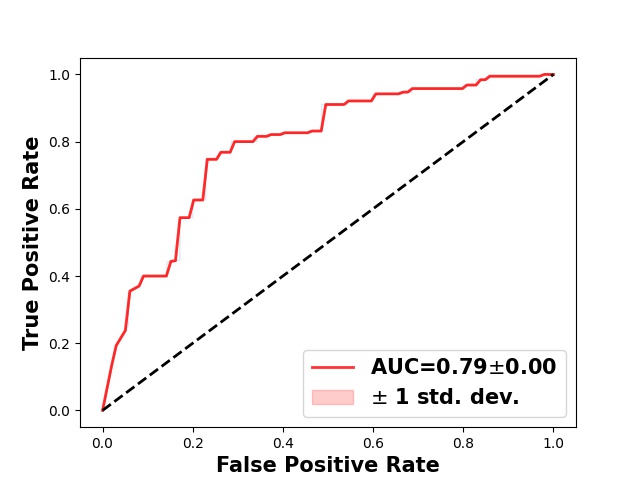 1.0
0.8
0.6
0.4
0.2
0.0
True Positive Rate
AUC=0.79±0.00
± 1 std. dev.
0.0 0.2 0.4 0.6 0.8 1.0
False Positive Rate